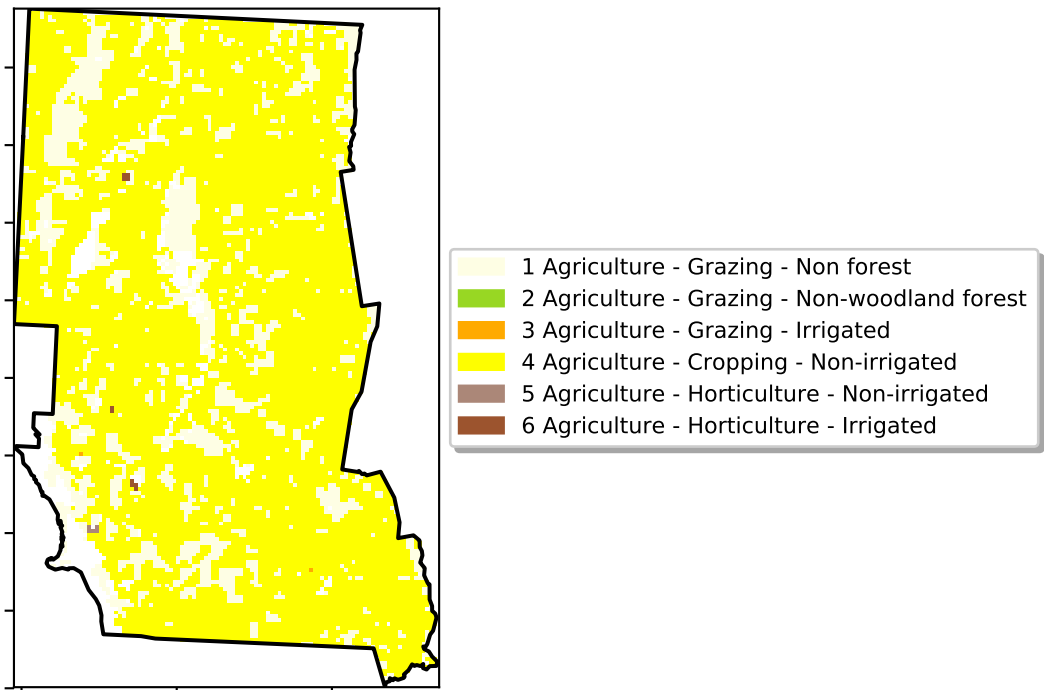 1 Agriculture - Grazing - Non forest
2 Agriculture - Grazing - Non-woodland forest
3 Agriculture - Grazing - Irrigated
4 Agriculture - Cropping - Non-irrigated
5 Agriculture - Horticulture - Non-irrigated
6 Agriculture - Horticulture - Irrigated